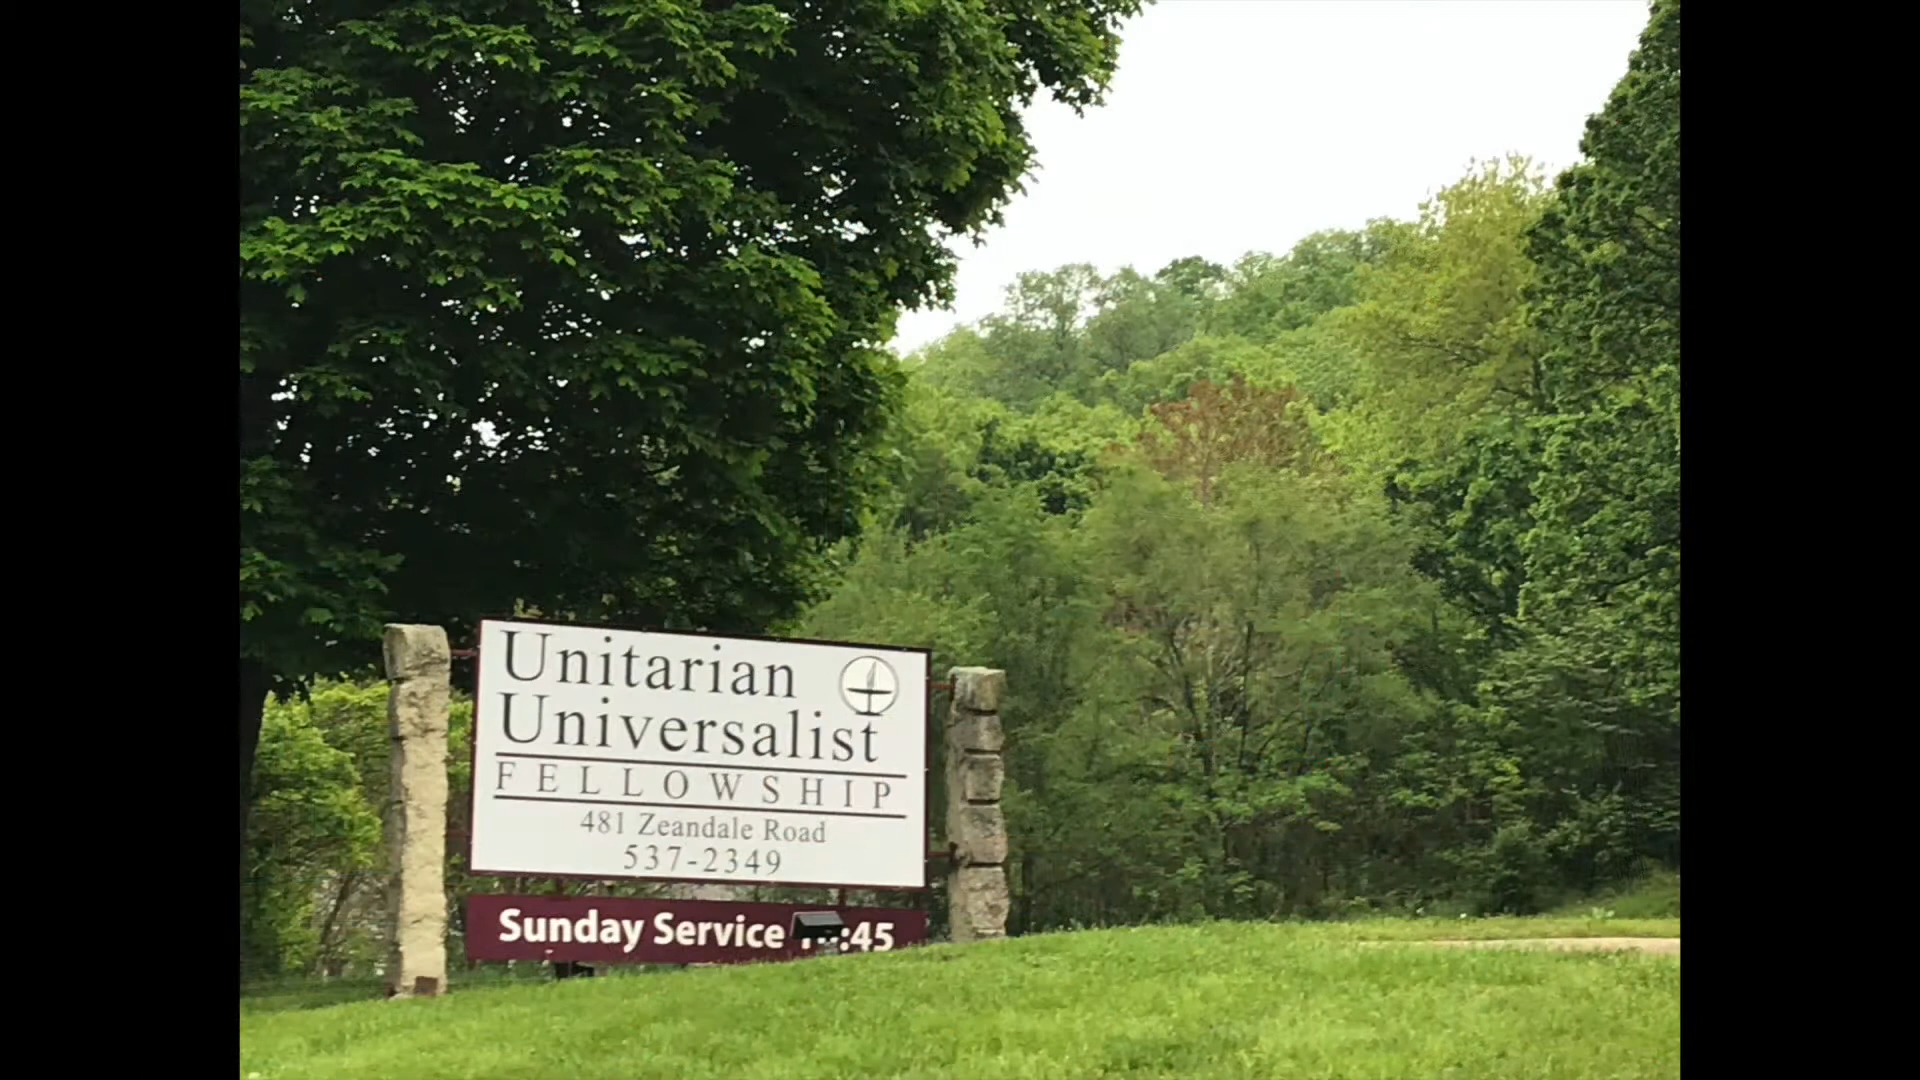 Unitarian
Universalist
FELLOWSHIP
481 Zeandale Road
537-2349
Sunday Service :45